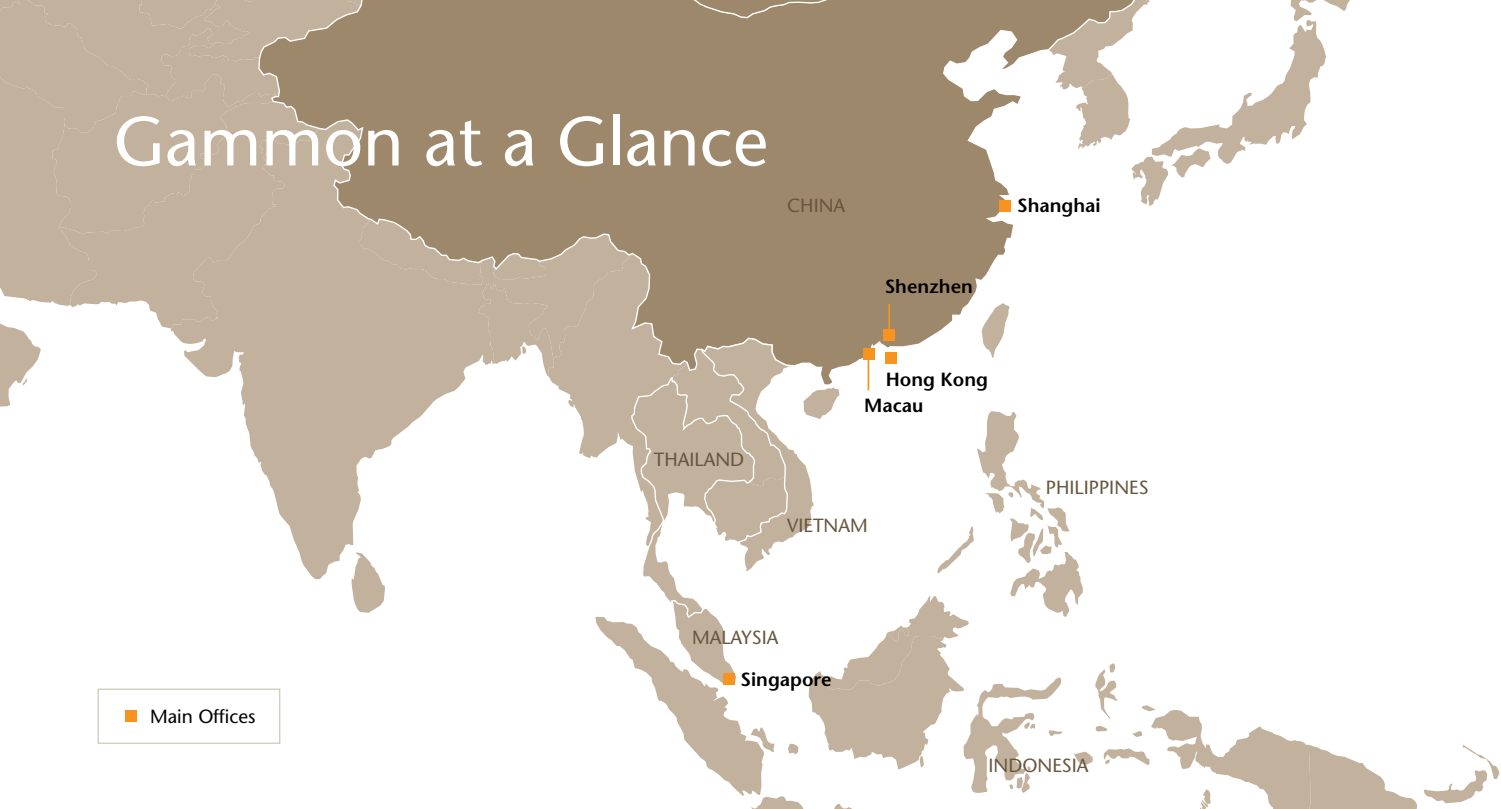 Gammon at a Glance
CHINA
Shanghai
Shenzhen
Hong Kong
Macau
THAILAND
PHILIPPINES
VIETNAM
MALAYSIA
Singapore
Main Offices
INDONESIA